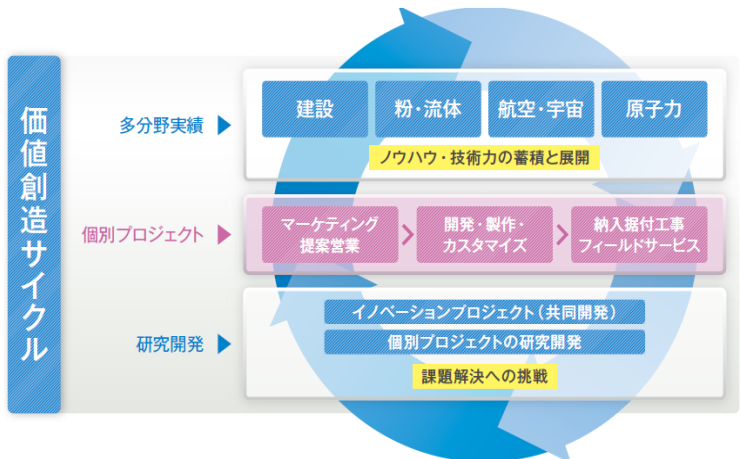 価値創造サイクル
多分野実績
建設
粉・流体
航空・宇宙
原子力
ノウハウ・技術力の蓄積と展開
個別プロジェクト
マーケティング
提案営業
開発・製作・
カスタマイズ
納入据付工事
フィールドサービス
研究開発
イノベーションプロジェクト（共同開発）
個別プロジェクトの研究開発
課題解決への挑戦